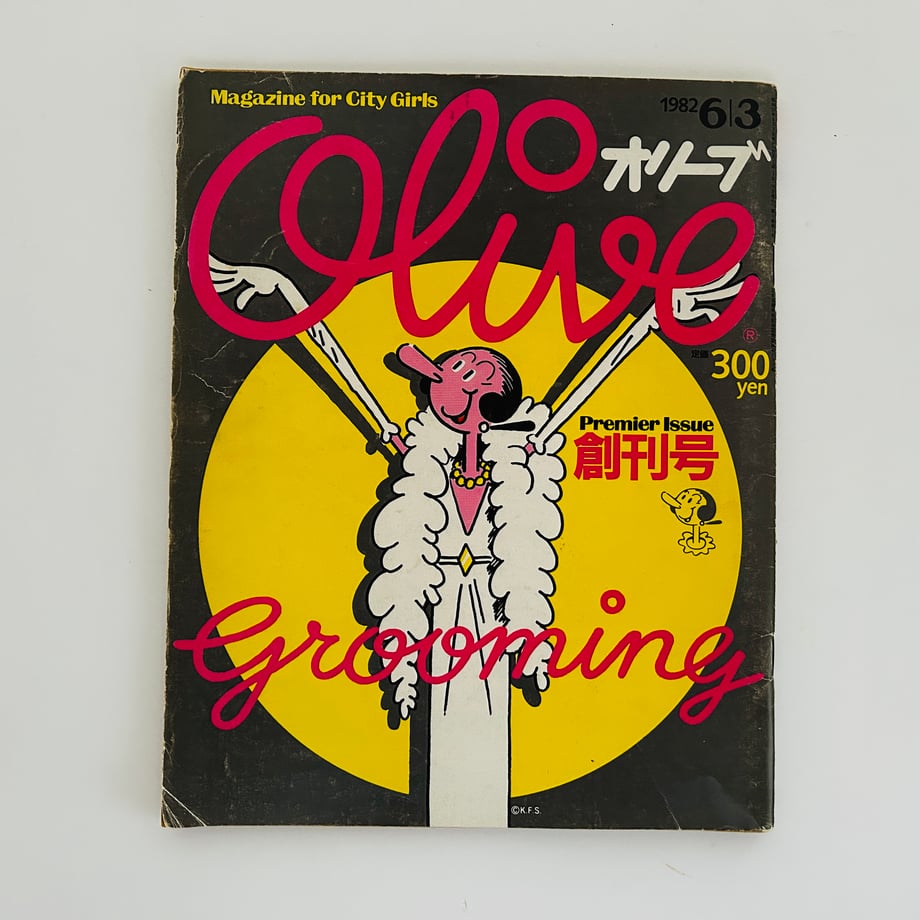 Magazine for City Girls
1982 6|3
Olive
オリーブ
®
定価 300
yen
Premier Issue
創刊号
Grooming
©K.F.S.